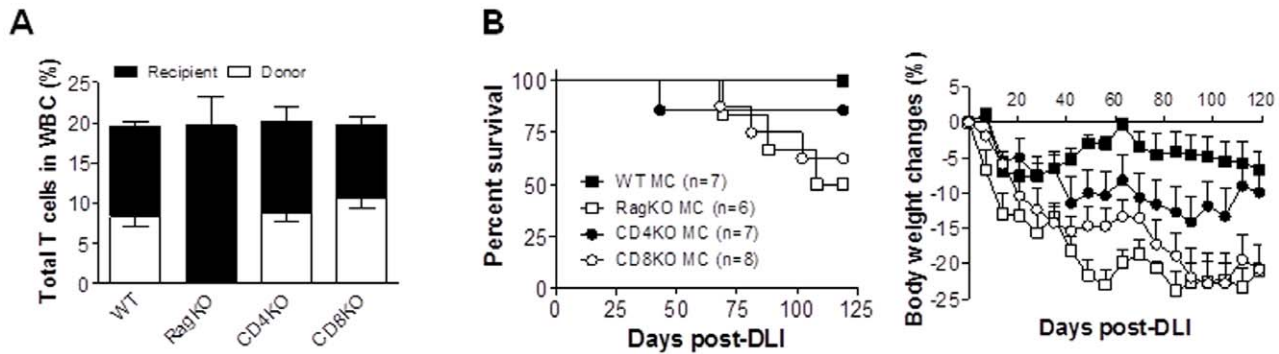 A
B
Total T cells in WBC (%)
Recipient Donor
25
20
15
10
5
0
WT
RagKO
CD4KO
CD8KO
Percent survival
100
75
50
25
0
WT MC (n=7)
RagKO MC (n=6)
CD4KO MC (n=7)
CD8KO MC (n=8)
0 25 50 75 100 125
Days post-DLI
Body weight changes (%)
5
0
-5
-10
-15
-20
-25
20 40 60 80 100 120
Days post-DLI